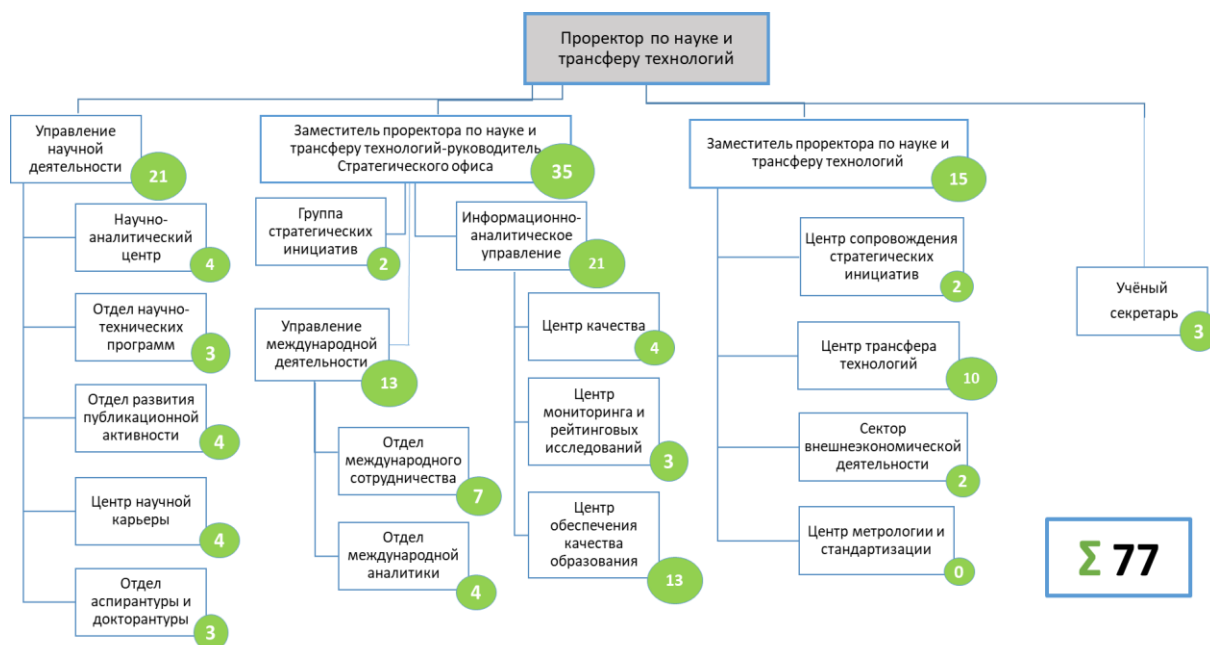 Проректор по науке и
трансферу технологий
Управление
научной
деятельности
21
Научно-
аналитический
центр
4
Отдел научно-
технических
программ
3
Отдел развития
публикационной
активности
4
Центр научной
карьеры
4
Отдел
аспирантуры и
докторантуры
3
Заместитель проректора по науке и
трансферу технологий-руководитель
Стратегического офиса
35
Группа
стратегических
инициатив
2
Управление
международной
деятельности
13
Отдел
международного
сотрудничества
7
Отдел
международной
аналитики
4
Информационно-
аналитическое
управление
21
Центр качества
4
Центр
мониторинга и
рейтинговых
исследований
3
Центр
обеспечения
качества
образования
13
Заместитель проректора по науке и
трансферу технологий
15
Центр сопровождения
стратегических
инициатив
2
Центр трансфера
технологий
10
Сектор
внешнеэкономической
деятельности
2
Центр метрологии и
стандартизации
0
Учёный
секретарь
3
Σ 77